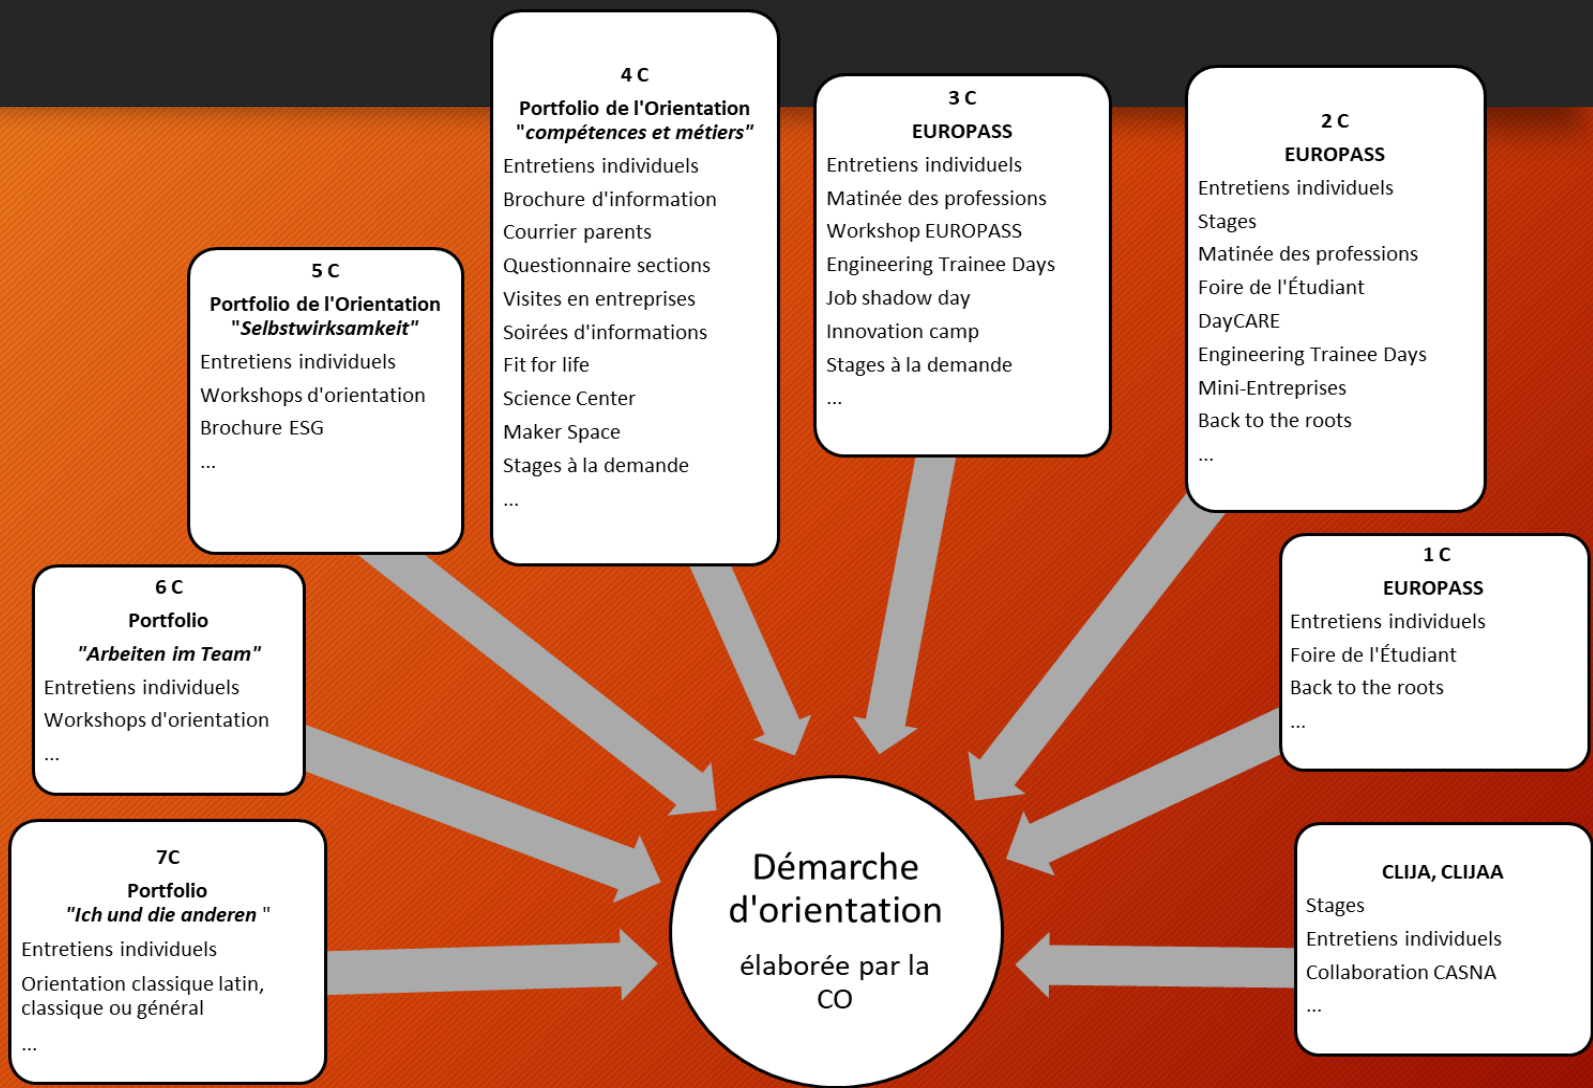 7C
Portfolio
"Ich und die anderen "
Entretiens individuels
Orientation classique latin,
classique ou général
...
6 C
Portfolio
"Arbeiten im Team"
Entretiens individuels
Workshops d'orientation
...
5 C
Portfolio de l'Orientation
"Selbstwirksamkeit"
Entretiens individuels
Workshops d'orientation
Brochure ESG
...
4 C
Portfolio de l'Orientation
"compétences et métiers"
Entretiens individuels
Brochure d'information
Courrier parents
Questionnaire sections
Visites en entreprises
Soirées d'informations
Fit for life
Science Center
Maker Space
Stages à la demande
...
3 C
EUROPASS
Entretiens individuels
Matinée des professions
Workshop EUROPASS
Engineering Trainee Days
Job shadow day
Innovation camp
Stages à la demande
...
2 C
EUROPASS
Entretiens individuels
Stages
Matinée des professions
Foire de l'Étudiant
DayCARE
Engineering Trainee Days
Mini-Entreprises
Back to the roots
...
1 C
EUROPASS
Entretiens individuels
Foire de l'Étudiant
Back to the roots
...
CLIJA, CLIJAA
Stages
Entretiens individuels
Collaboration CASNA
...
Démarche
d'orientation
élaborée par la
CO